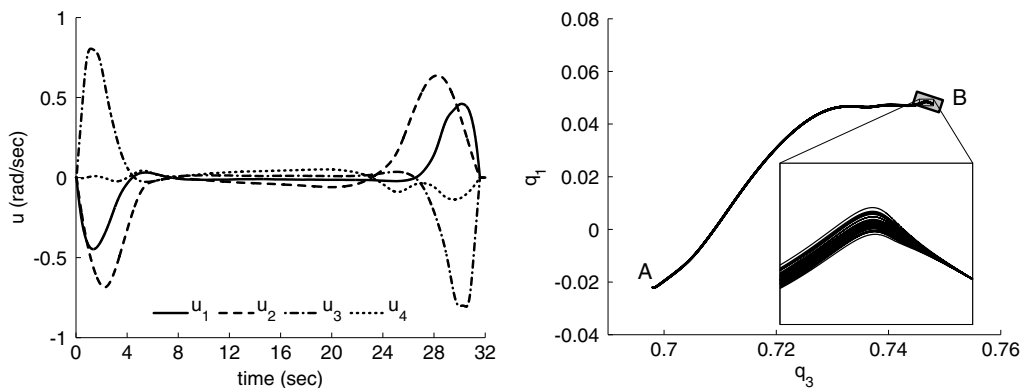 1
0.5
0
-0.5
-1
u (rad/sec)
u1 u2 u3 u4
0 4 8 12 16 20 24 28 32
time (sec)
0.08
0.06
0.04
0.02
0
-0.02
-0.04
q1
A
B
0.7 0.72 0.74 0.76
q3